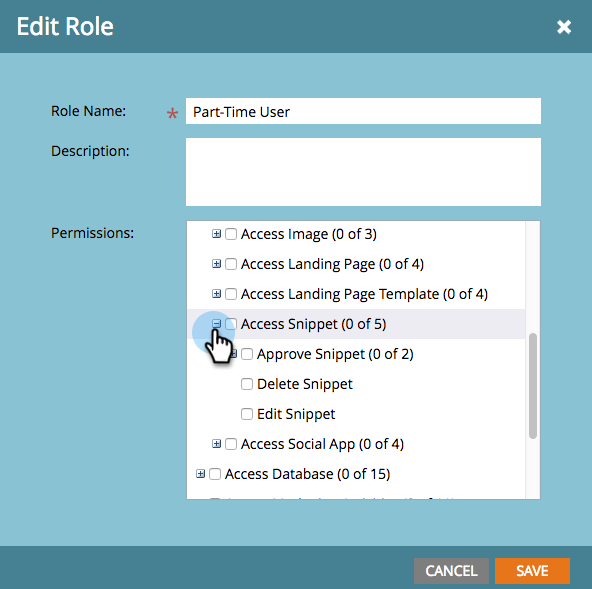 Edit Role
Role Name: * Part-Time User
Description:
Permissions:
Access Image (0 of 3)
Access Landing Page (0 of 4)
Access Landing Page Template (0 of 4)
Access Snippet (0 of 5)
Approve Snippet (0 of 2)
Delete Snippet
Edit Snippet
Access Social App (0 of 4)
Access Database (0 of 15)
CANCEL SAVE